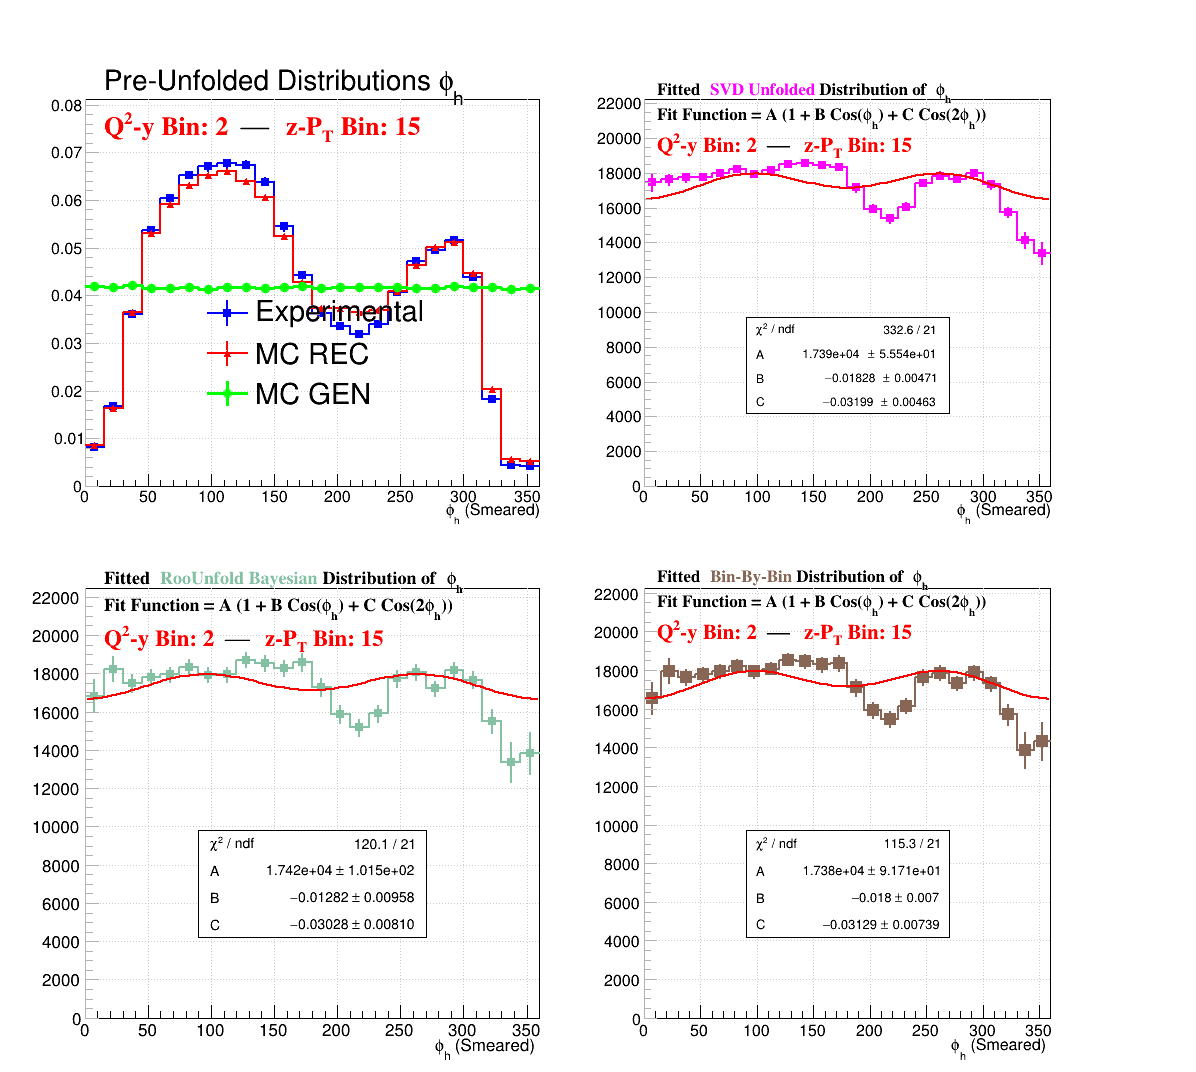 Pre-Unfolded Distributions ϕ_h
Q²-y Bin: 2 — z-P_T Bin: 15
0.08
0.07
0.06
0.05
0.04
0.03
0.02
0.01
0
Experimental
MC REC
MC GEN
0 50 100 150 200 250 300 350
ϕ_h (Smeared)
Fitted SVD Unfolded Distribution of ϕ_h
Fit Function = A (1 + B Cos(ϕ_h) + C Cos(2ϕ_h))
Q²-y Bin: 2 — z-P_T Bin: 15
22000
20000
18000
16000
14000
12000
10000
8000
6000
4000
2000
0
χ² / ndf 332.6 / 21
A 1.739e+04 ± 5.554e+01
B −0.01828 ± 0.00471
C −0.03199 ± 0.00463
0 50 100 150 200 250 300 350
ϕ_h (Smeared)
Fitted RooUnfold Bayesian Distribution of ϕ_h
Fit Function = A (1 + B Cos(ϕ_h) + C Cos(2ϕ_h))
Q²-y Bin: 2 — z-P_T Bin: 15
22000
20000
18000
16000
14000
12000
10000
8000
6000
4000
2000
0
χ² / ndf 120.1 / 21
A 1.742e+04 ± 1.015e+02
B −0.01282 ± 0.00958
C −0.03028 ± 0.00810
0 50 100 150 200 250 300 350
ϕ_h (Smeared)
Fitted Bin-By-Bin Distribution of ϕ_h
Fit Function = A (1 + B Cos(ϕ_h) + C Cos(2ϕ_h))
Q²-y Bin: 2 — z-P_T Bin: 15
22000
20000
18000
16000
14000
12000
10000
8000
6000
4000
2000
0
χ² / ndf 115.3 / 21
A 1.738e+04 ± 9.171e+01
B −0.018 ± 0.007
C −0.03129 ± 0.00739
0 50 100 150 200 250 300 350
ϕ_h (Smeared)